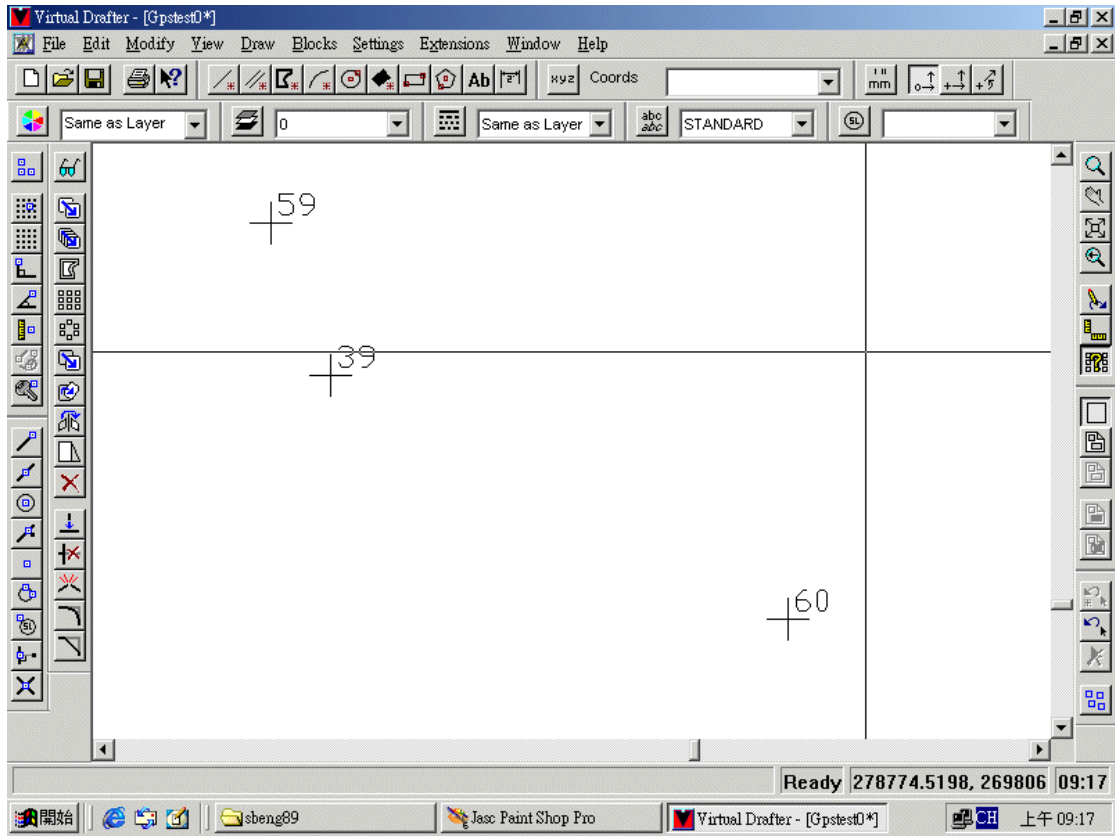 Virtual Drafter - [Gpstest0*]
File Edit Modify View Draw Blocks Settings Extensions Window Help
Ab xyz Coords mm
Same as Layer 0 Same as Layer abc abc STANDARD SL
59
39
60
SL
Ready 278774.5198, 269806 09:17
開始 sbeng89 Jasc Paint Shop Pro Virtual Drafter - [Gpstest0*] CH 上午 09:17